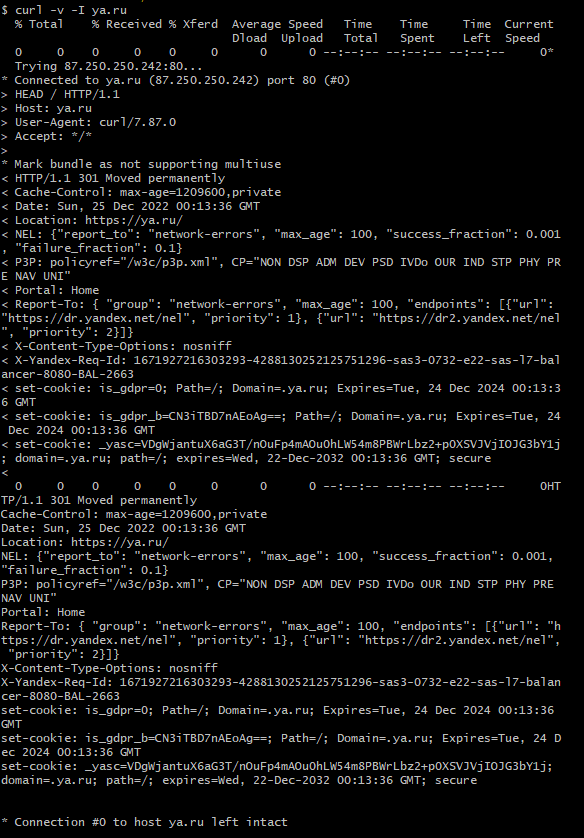 $ curl -v -I ya.ru
  % Total    % Received % Xferd  Average Speed   Time    Time     Time  Current
                                 Dload  Upload   Total   Spent    Left  Speed
  0     0    0     0    0     0      0      0 --:--:-- --:--:-- --:--:--     0*
  Trying 87.250.250.242:80...
* Connected to ya.ru (87.250.250.242) port 80 (#0)
> HEAD / HTTP/1.1
> Host: ya.ru
> User-Agent: curl/7.87.0
> Accept: */*
>
* Mark bundle as not supporting multiuse
< HTTP/1.1 301 Moved permanently
< Cache-Control: max-age=1209600,private
< Date: Sun, 25 Dec 2022 00:13:36 GMT
< Location: https://ya.ru/
< NEL: {"report_to": "network-errors", "max_age": 100, "success_fraction": 0.001
, "failure_fraction": 0.1}
< P3P: policyref="/w3c/p3p.xml", CP="NON DSP ADM DEV PSD IVDo OUR IND STP PHY PR
E NAV UNI"
< Portal: Home
< Report-To: { "group": "network-errors", "max_age": 100, "endpoints": [{"url":
"https://dr.yandex.net/nel", "priority": 1}, {"url": "https://dr2.yandex.net/nel
", "priority": 2}]}
< X-Content-Type-Options: nosniff
< X-Yandex-Req-Id: 1671927216303293-4288130252125751296-sas3-0732-e22-sas-l7-bal
ancer-8080-BAL-2663
< set-cookie: is_gdpr=0; Path=/; Domain=.ya.ru; Expires=Tue, 24 Dec 2024 00:13:3
6 GMT
< set-cookie: is_gdpr_b=CN3iTBD7nAEoAg==; Path=/; Domain=.ya.ru; Expires=Tue, 24
 Dec 2024 00:13:36 GMT
< set-cookie: _yasc=VDgWjantuX6aG3T/nOuFp4mAOu0hLW54m8PBWrLbz2+pOXSVJVjIOJG3bY1j
; domain=.ya.ru; path=/; expires=Wed, 22-Dec-2032 00:13:36 GMT; secure
<
  0     0    0     0    0     0      0      0 --:--:-- --:--:-- --:--:--     0HT
TP/1.1 301 Moved permanently
Cache-Control: max-age=1209600,private
Date: Sun, 25 Dec 2022 00:13:36 GMT
Location: https://ya.ru/
NEL: {"report_to": "network-errors", "max_age": 100, "success_fraction": 0.001,
"failure_fraction": 0.1}
P3P: policyref="/w3c/p3p.xml", CP="NON DSP ADM DEV PSD IVDo OUR IND STP PHY PRE
NAV UNI"
Portal: Home
Report-To: { "group": "network-errors", "max_age": 100, "endpoints": [{"url": "h
ttps://dr.yandex.net/nel", "priority": 1}, {"url": "https://dr2.yandex.net/nel",
 "priority": 2}]}
X-Content-Type-Options: nosniff
X-Yandex-Req-Id: 1671927216303293-4288130252125751296-sas3-0732-e22-sas-l7-balan
cer-8080-BAL-2663
set-cookie: is_gdpr=0; Path=/; Domain=.ya.ru; Expires=Tue, 24 Dec 2024 00:13:36
GMT
set-cookie: is_gdpr_b=CN3iTBD7nAEoAg==; Path=/; Domain=.ya.ru; Expires=Tue, 24 D
ec 2024 00:13:36 GMT
set-cookie: _yasc=VDgWjantuX6aG3T/nOuFp4mAOu0hLW54m8PBWrLbz2+pOXSVJVjIOJG3bY1j;
domain=.ya.ru; path=/; expires=Wed, 22-Dec-2032 00:13:36 GMT; secure
* Connection #0 to host ya.ru left intact